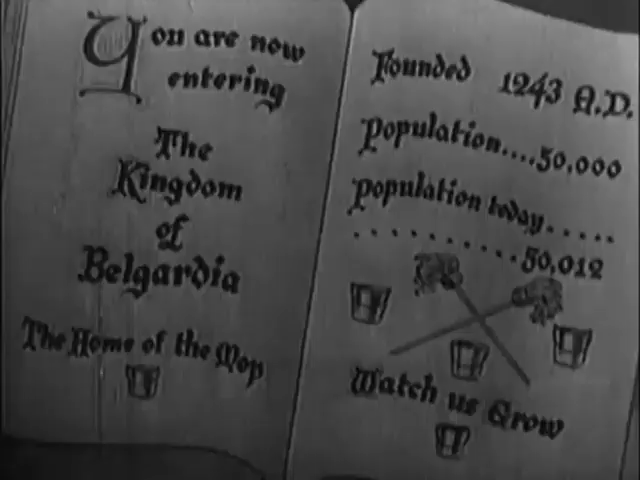 You are now
entering
The
Kingdom
of
Belgardia
The Home of the Mop
Founded 1243 A.D.
Population....50,000
Population today.....
..........50,012
Watch us Grow